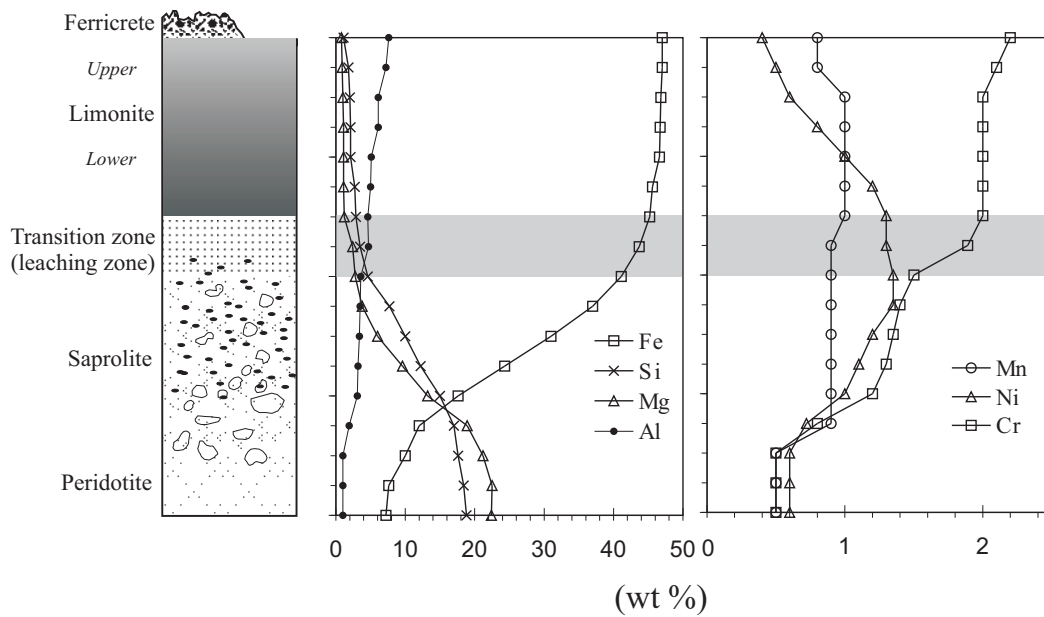 Ferricrete
Upper
Limonite
Lower
Transition zone
(leaching zone)
Saprolite
Peridotite
Fe
Si
Mg
Al
0 10 20 30 40 50
Mn
Ni
Cr
0 1 2
(wt %)